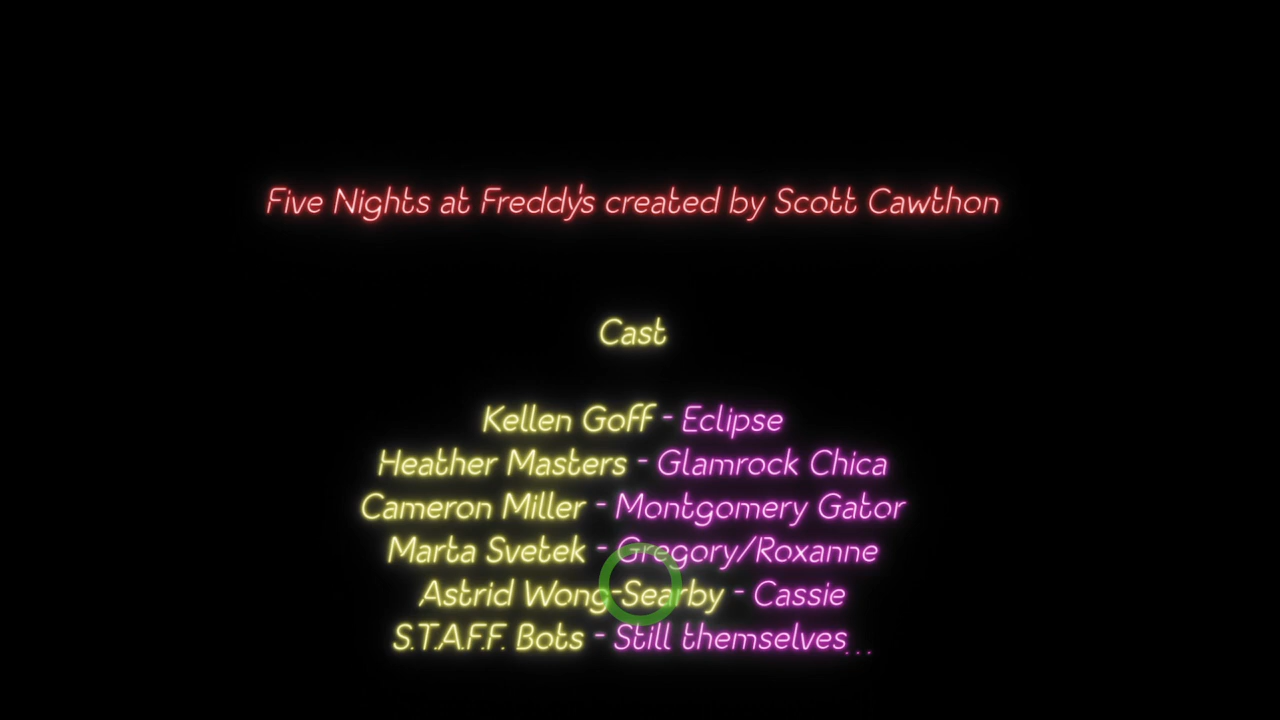 Five Nights at Freddy's created by Scott Cawthon
Cast
Kellen Goff - Eclipse
Heather Masters - Glamrock Chica
Cameron Miller - Montgomery Gator
Marta Svetek - Gregory/Roxanne
Astrid Wong-Searby - Cassie
S.T.A.F.F. Bots - Still themselves...